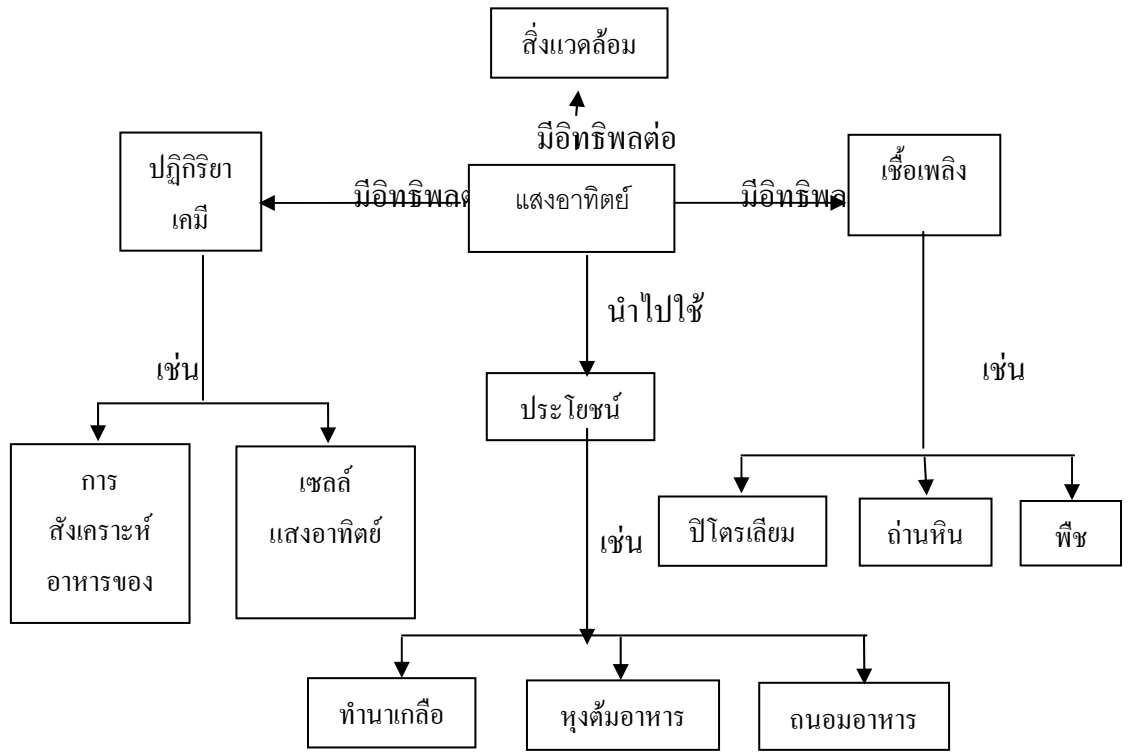 สิ่งแวดล้อม
มีอิทธิพลต่อ
ปฏิกิริยา
เคมี
มีอิทธิพลต่
แสงอาทิตย์
มีอิทธิพล
เชื้อเพลิง
นำไปใช้
เช่น
ประโยชน์
เช่น
การ
สังเคราะห์
อาหารของ
เซลล์
แสงอาทิตย์
เช่น
ปิโตรเลียม
ถ่านหิน
พืช
ทำนาเกลือ
หุงต้มอาหาร
ถนอมอาหาร